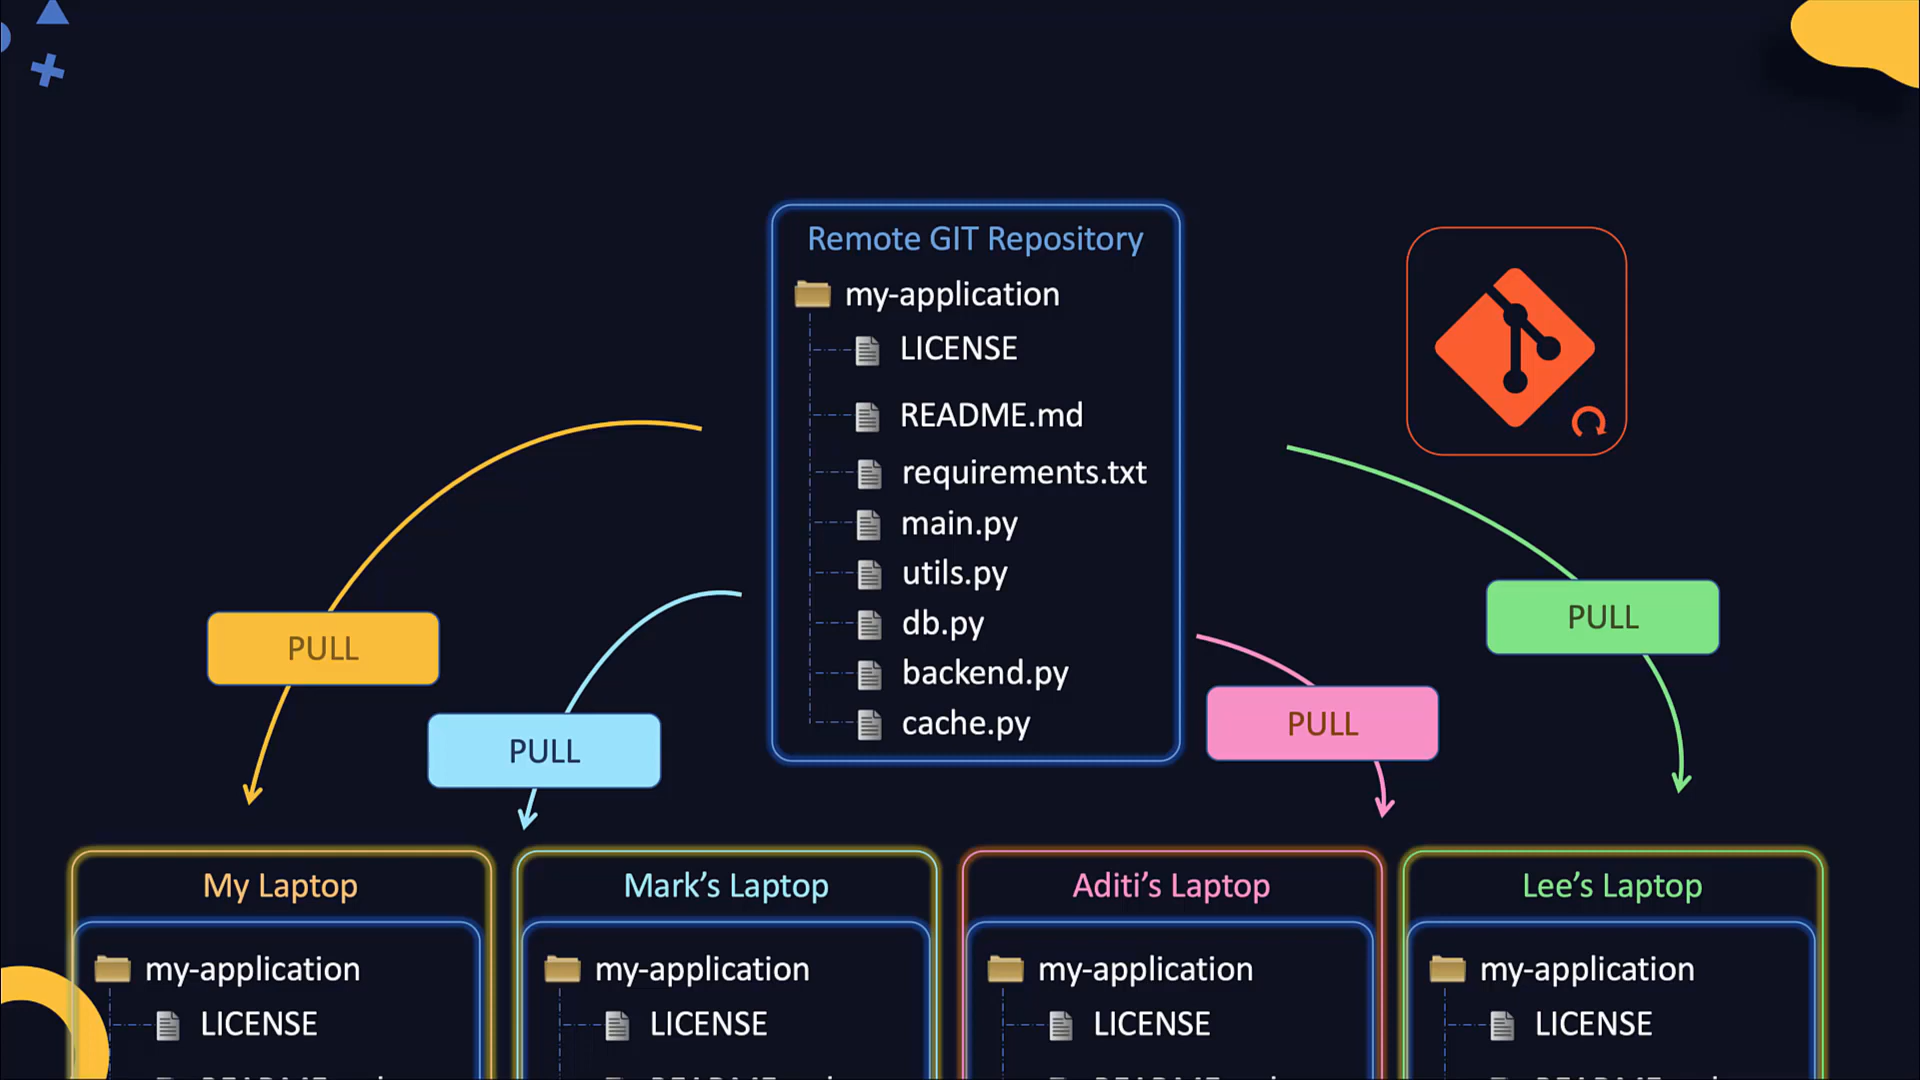 Remote GIT Repository
my-application
LICENSE
README.md
requirements.txt
main.py
utils.py
db.py
backend.py
cache.py
PULL
PULL
PULL
PULL
My Laptop
my-application
LICENSE
Mark's Laptop
my-application
LICENSE
Aditi's Laptop
my-application
LICENSE
Lee's Laptop
my-application
LICENSE